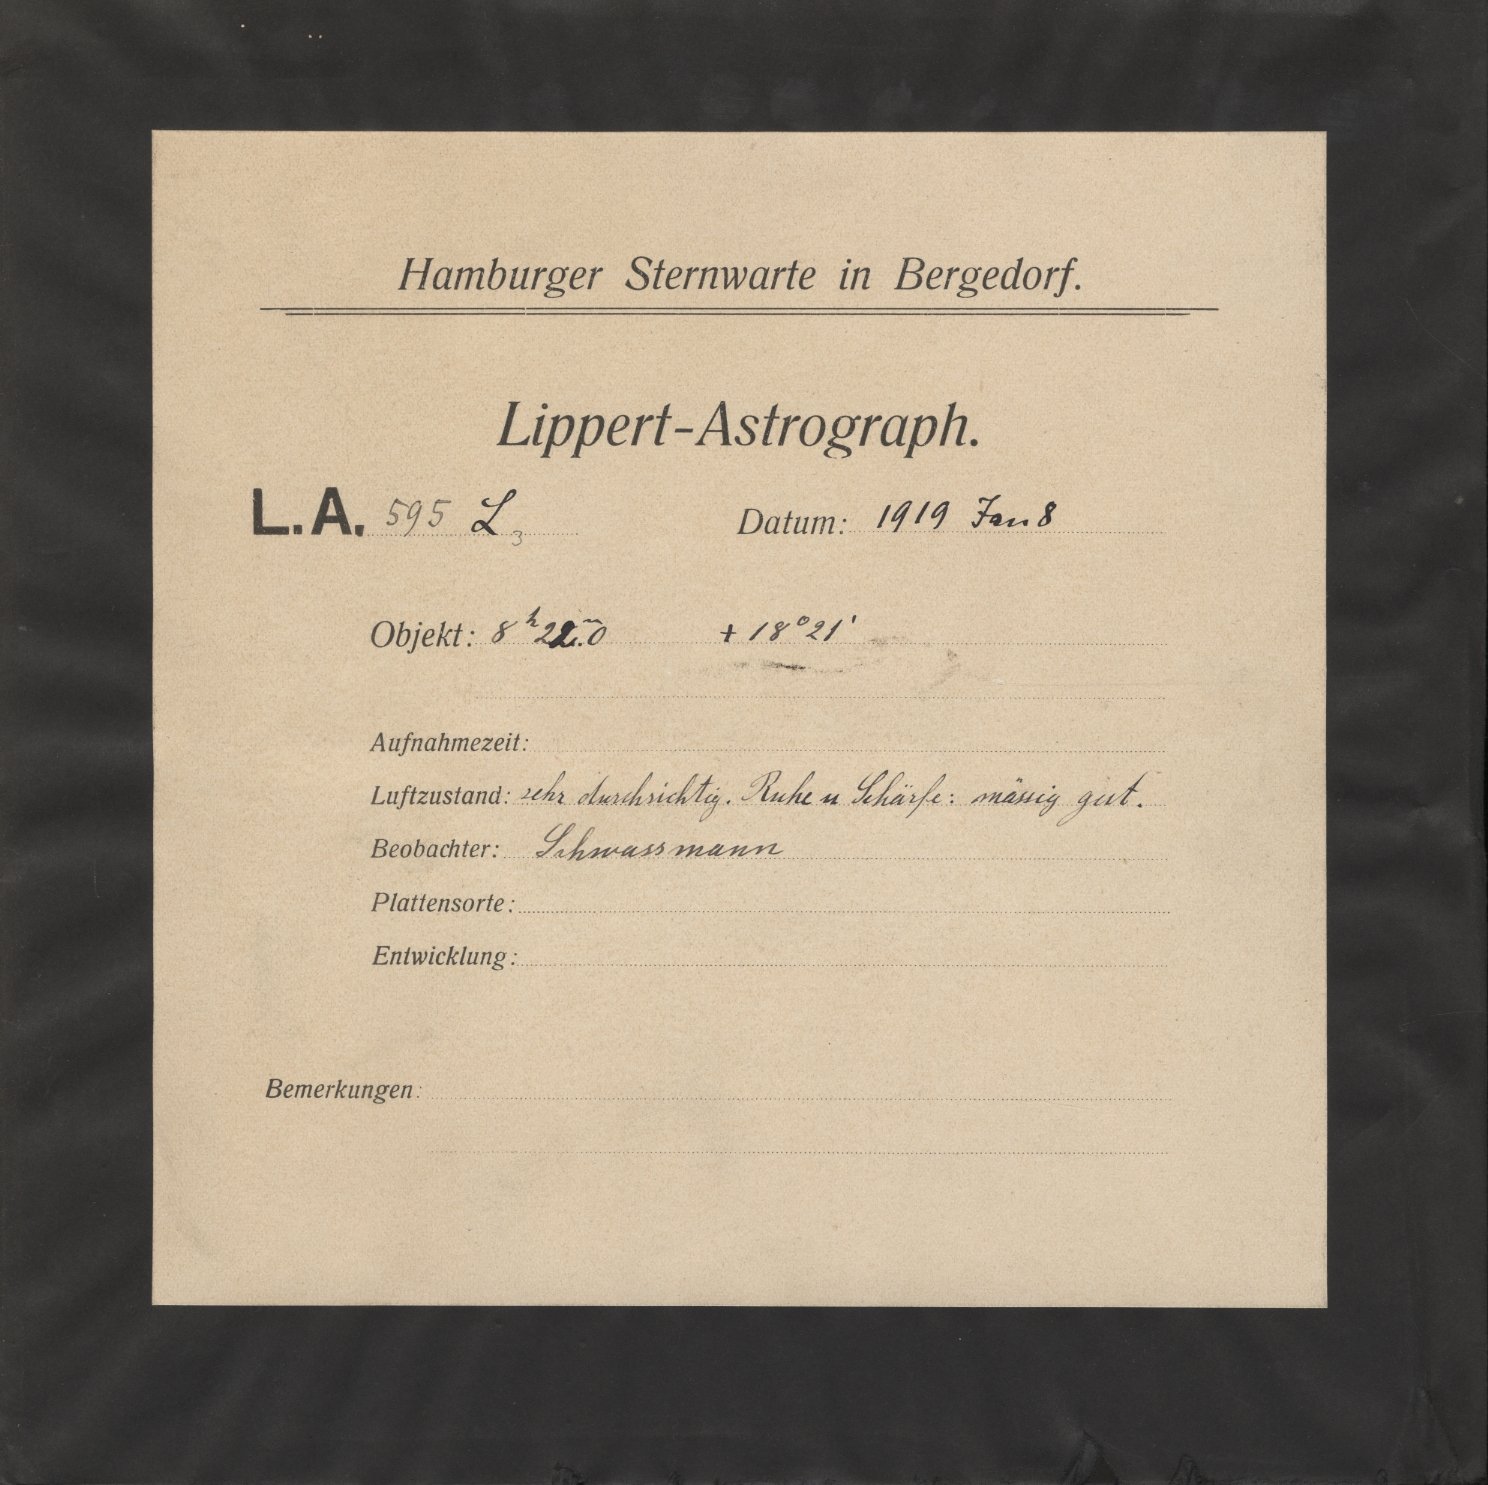 Hamburger Sternwarte in Bergedorf.
Lippert-Astrograph.
L.A. 595 L₃ Datum: 1919 Jan 8
Objekt: 8ʰ 22ᵐ.0 + 18° 21'
Aufnahmezeit:
Luftzustand: sehr durchsichtig. Ruhe u Schärfe: mässig gut.
Beobachter: Schwassmann
Plattensorte:
Entwicklung:
Bemerkungen: